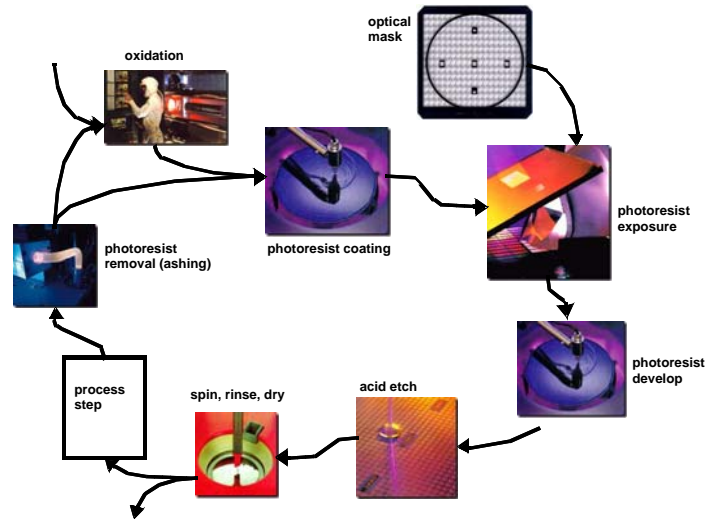 optical
mask
oxidation
photoresist
exposure
photoresist coating
photoresist
removal (ashing)
photoresist
develop
process
step
spin, rinse, dry
acid etch